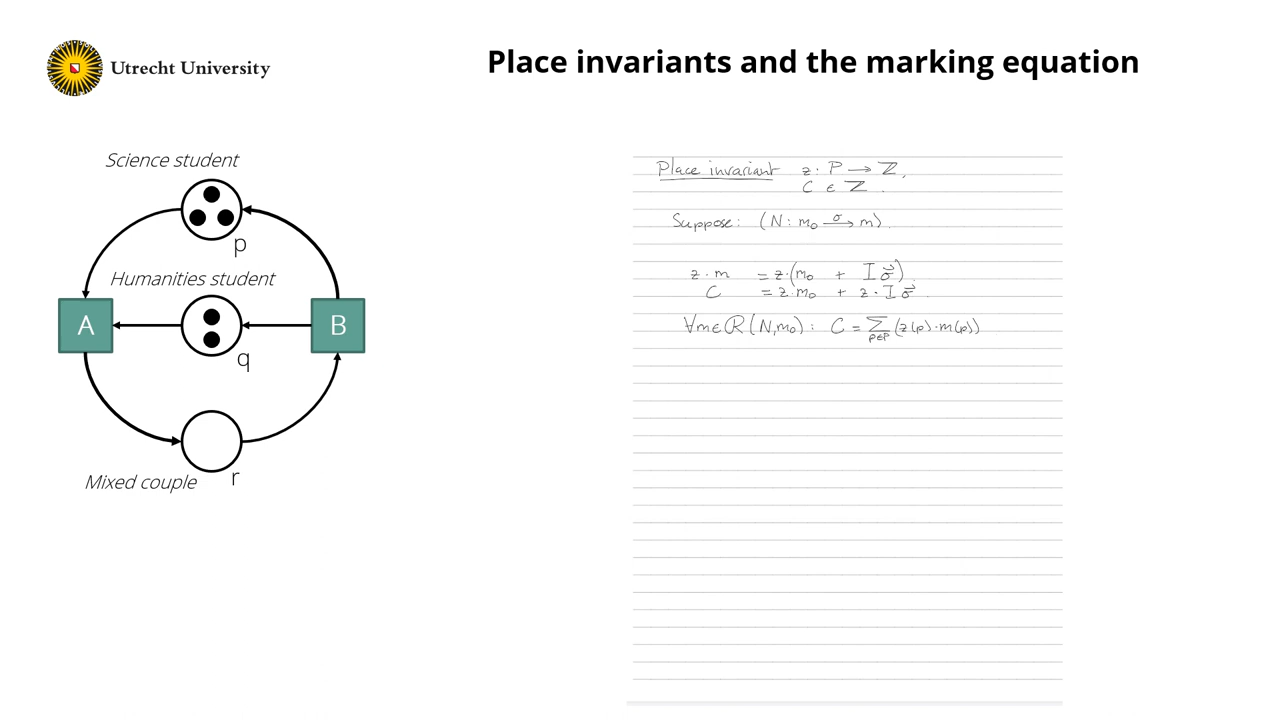 Utrecht University
Place invariants and the marking equation
Science student
p
Humanities student
A
B
q
Mixed couple
r
Place invariant z : P → ℤ,
C ∈ ℤ.
Suppose: (N : m₀ —σ→ m).
z · m = z · (m₀ + I σ⃗).
C = z · m₀ + z · I σ⃗.
∀m∈R(N,m₀) : C = ∑ p∈P (z(p) · m(p))